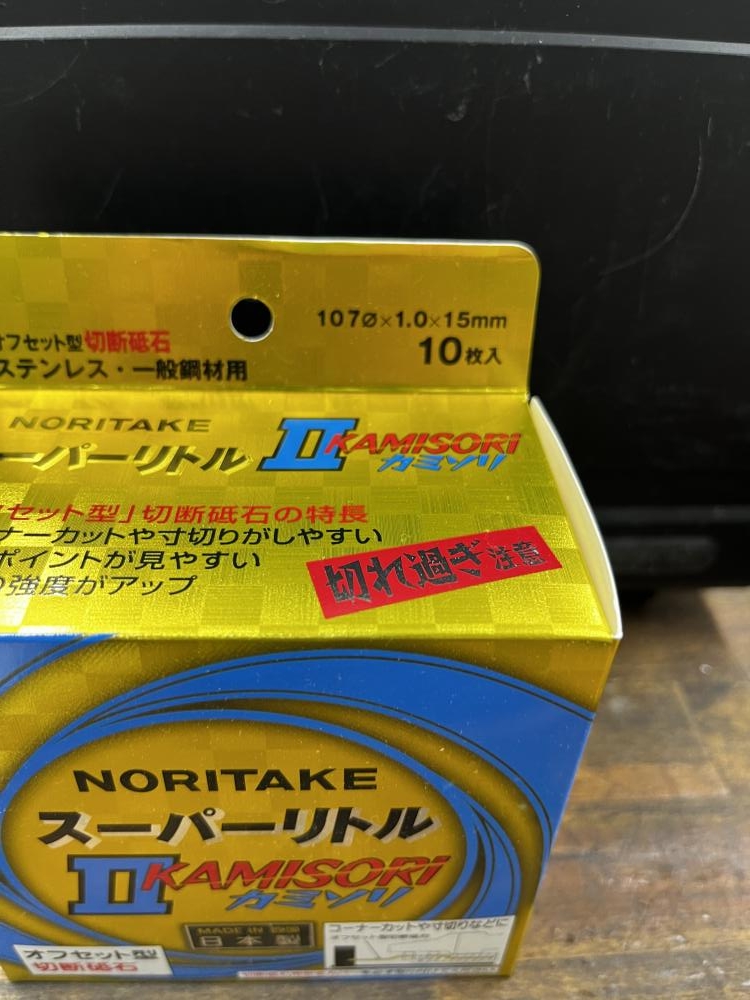 オフセット型切断砥石
ステンレス・一般鋼材用
107Ø×1.0×15mm
10枚入
NORITAKE
ーパーリトル II KAMISORI
カミソリ
セット型」切断砥石の特長
ナーカットや寸切りがしやすい
ポイントが見やすい
の強度がアップ
切れ過ぎ注意
NORITAKE
スーパーリトル
II KAMISORI
カミソリ
MADE IN
日本製
オフセット型
切断砥石
コーナーカットや寸切りなどに